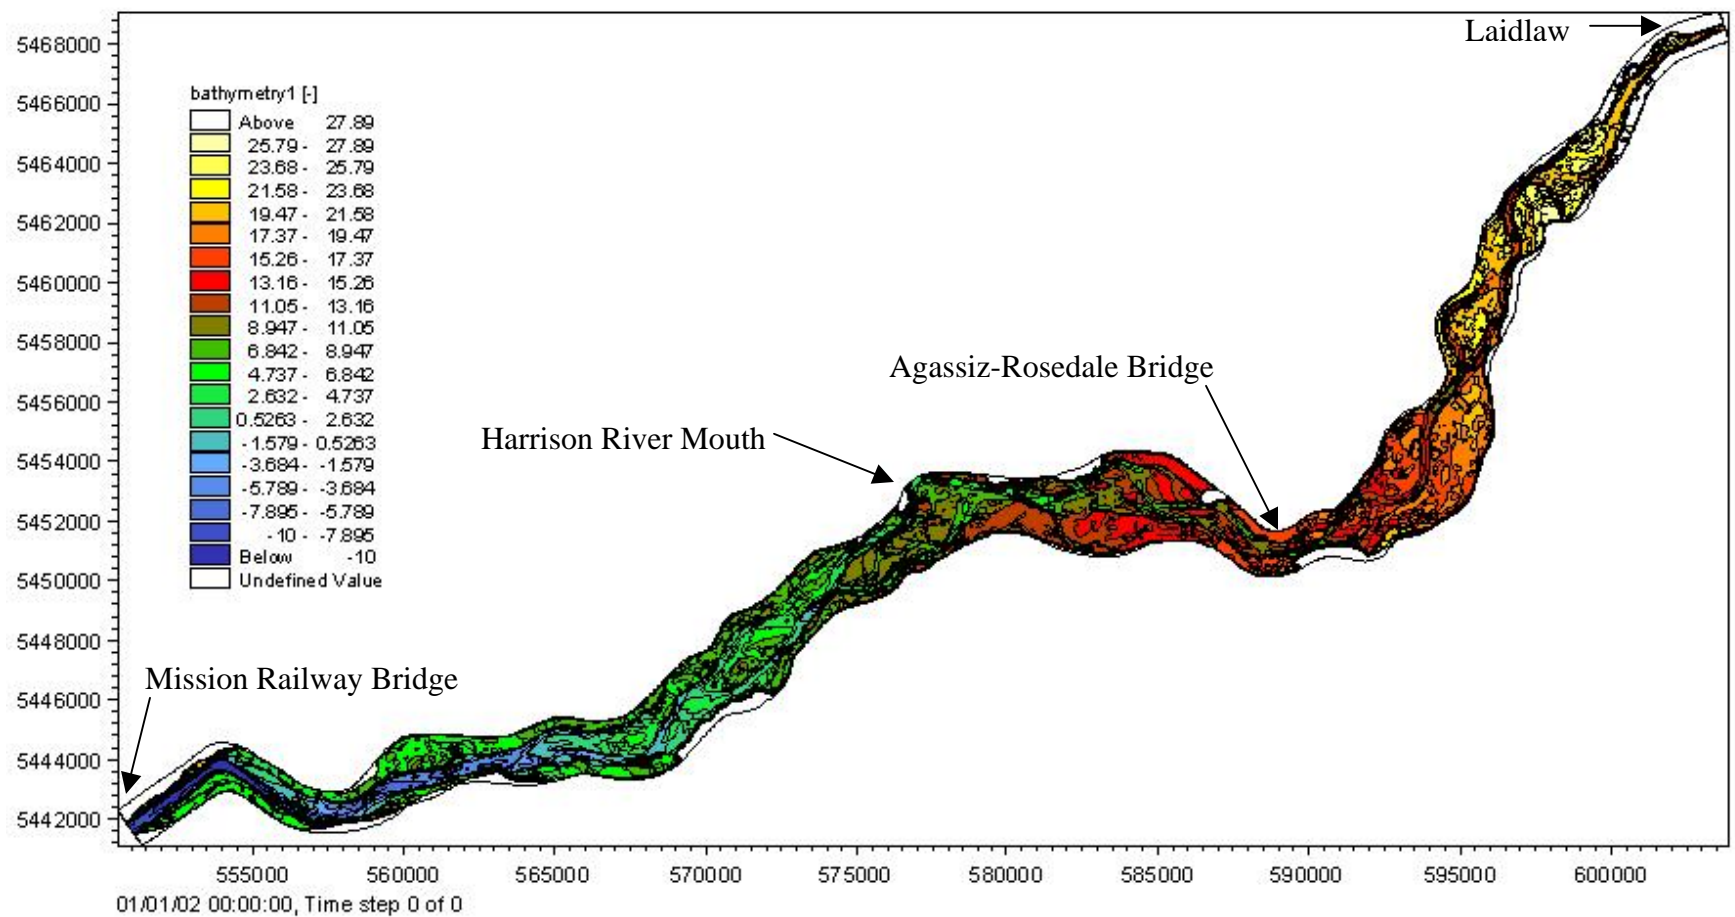 Laidlaw
5468000
5466000
5464000
5462000
5460000
5458000
5456000
5454000
5452000
5450000
5448000
5446000
5444000
5442000
bathymetry1 [-]
Above 27.89
25.79 - 27.89
23.68 - 25.79
21.58 - 23.68
19.47 - 21.58
17.37 - 19.47
15.26 - 17.37
13.16 - 15.26
11.05 - 13.16
8.947 - 11.05
6.842 - 8.947
4.737 - 6.842
2.632 - 4.737
0.5263 - 2.632
-1.579 - 0.5263
-3.684 - -1.579
-5.789 - -3.684
-7.895 - -5.789
-10 - -7.895
Below -10
Undefined Value
Agassiz-Rosedale Bridge
Harrison River Mouth
Mission Railway Bridge
555000 560000 565000 570000 575000 580000 585000 590000 595000 600000
01/01/02 00:00:00, Time step 0 of 0